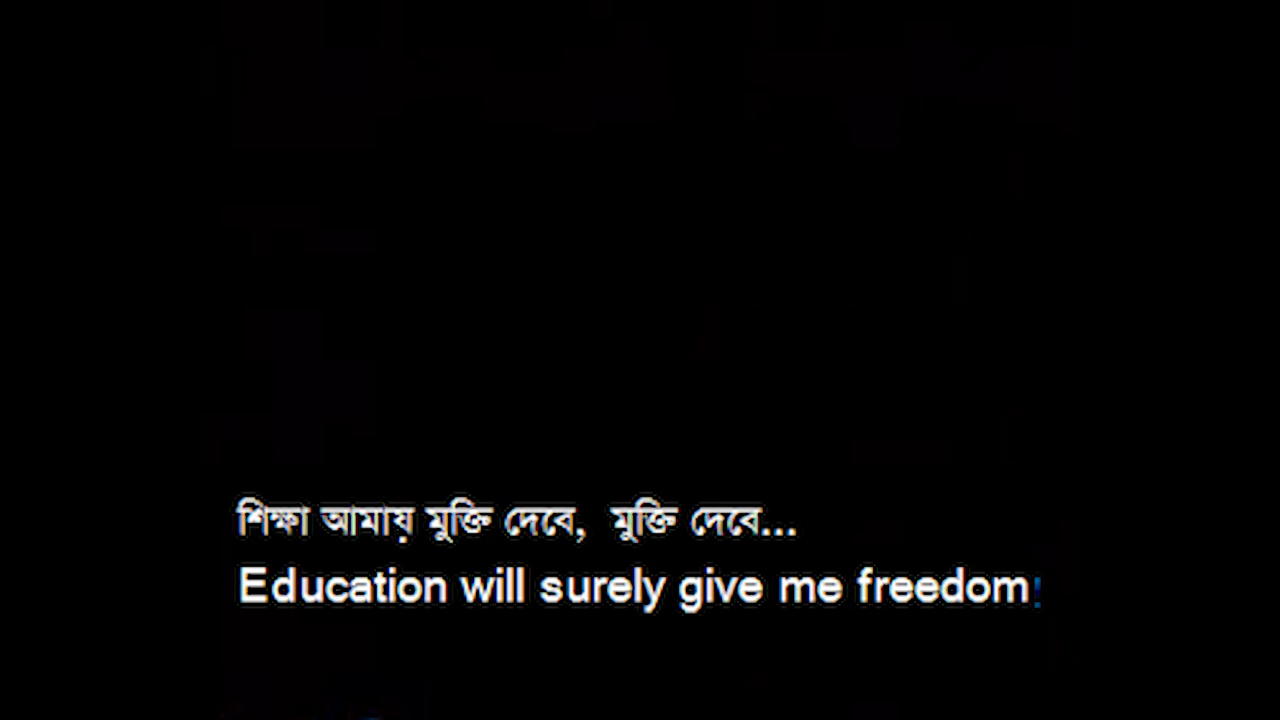 শিক্ষা আমায় মুক্তি দেবে, মুক্তি দেবে...
Education will surely give me freedom!